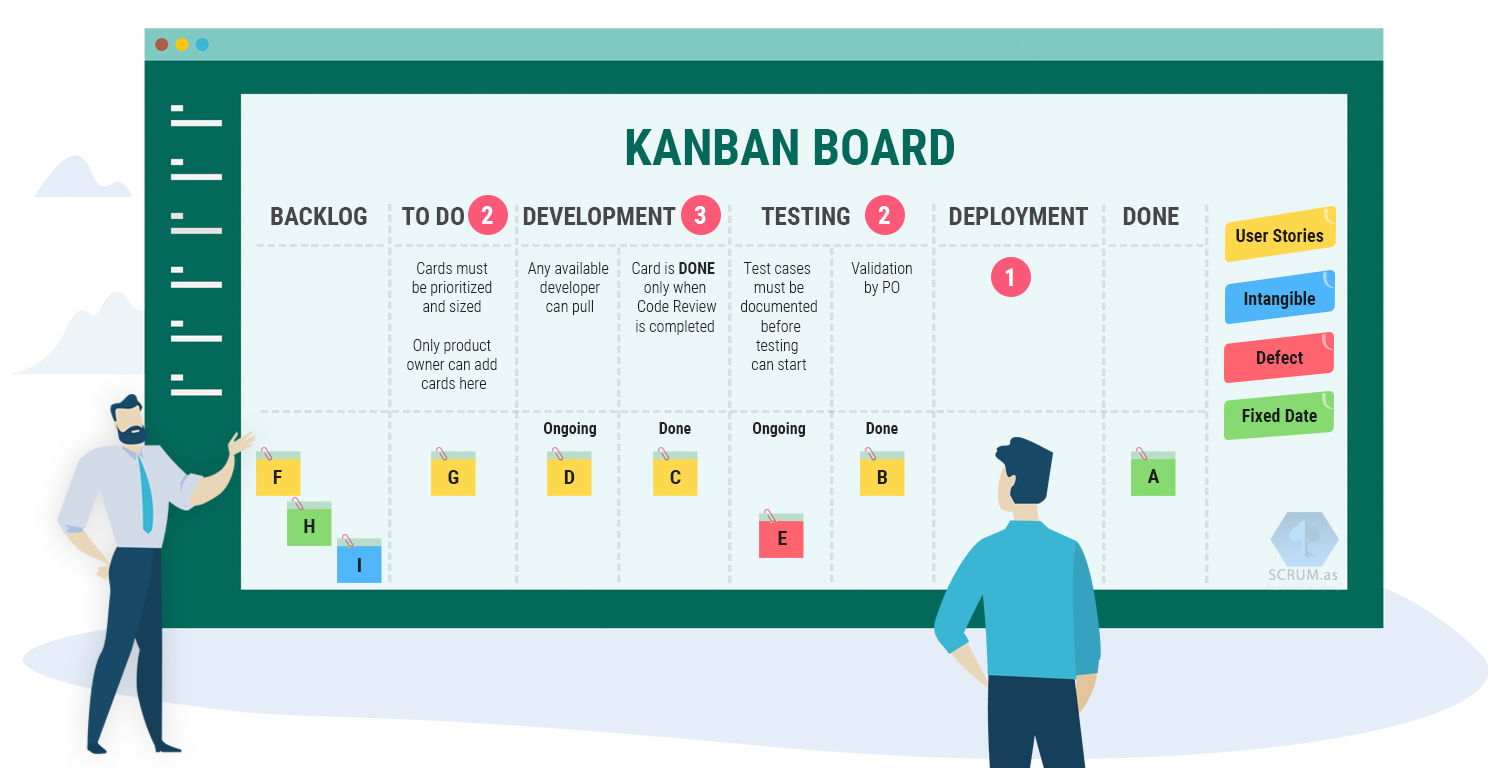 KANBAN BOARD
BACKLOG
TO DO 2
DEVELOPMENT 3
TESTING 2
DEPLOYMENT
DONE
1
Cards must
be prioritized
and sized
Only product
owner can add
cards here
Any available
developer
can pull
Card is DONE
only when
Code Review
is completed
Test cases
must be
documented
before
testing
can start
Validation
by PO
User Stories
Intangible
Defect
Fixed Date
Ongoing
Done
Ongoing
Done
F
G
D
C
B
A
H
E
I
SCRUM.as